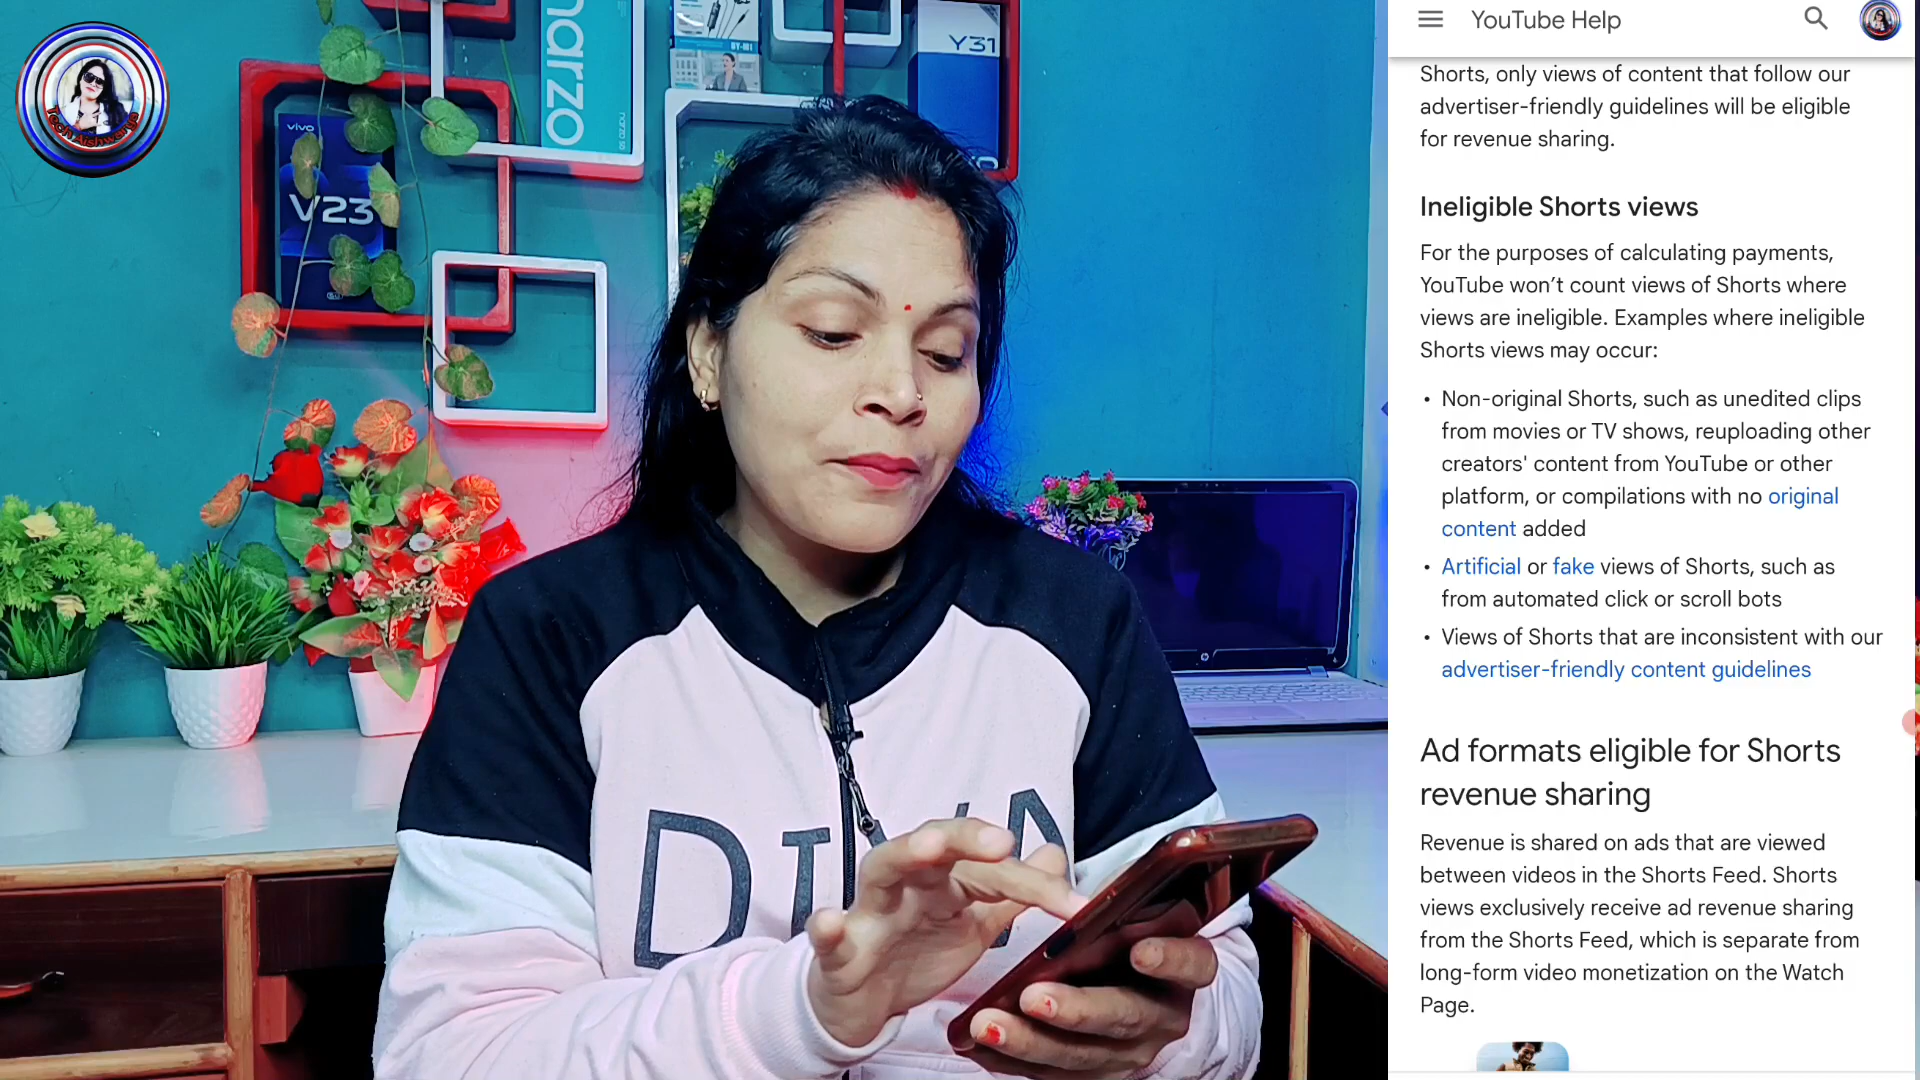 YouTube Help
Shorts, only views of content that follow our
advertiser-friendly guidelines will be eligible
for revenue sharing.
Ineligible Shorts views
For the purposes of calculating payments,
YouTube won’t count views of Shorts where
views are ineligible. Examples where ineligible
Shorts views may occur:
• Non-original Shorts, such as unedited clips
from movies or TV shows, reuploading other
creators' content from YouTube or other
platform, or compilations with no original
content added
• Artificial or fake views of Shorts, such as
from automated click or scroll bots
• Views of Shorts that are inconsistent with our
advertiser-friendly content guidelines
Ad formats eligible for Shorts
revenue sharing
Revenue is shared on ads that are viewed
between videos in the Shorts Feed. Shorts
views exclusively receive ad revenue sharing
from the Shorts Feed, which is separate from
long-form video monetization on the Watch
Page.
Tech Aishwarya
vivo
V23
narzo
narzo 50
BY-M1
Y31
hp